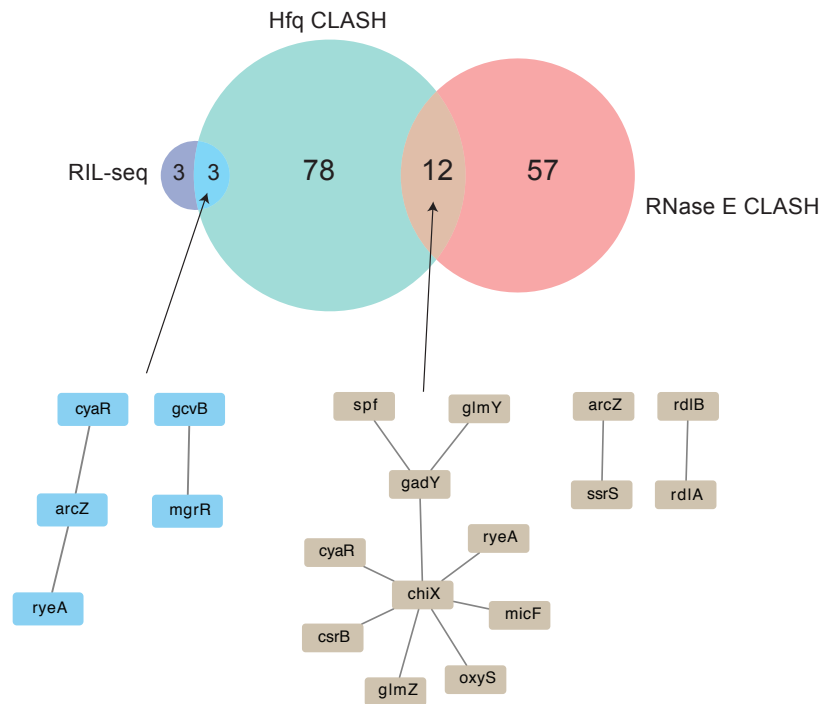 Hfq CLASH
RIL-seq
3
3
78
12
57
RNase E CLASH
cyaR
gcvB
spf
glmY
arcZ
rdlB
gadY
arcZ
mgrR
ssrS
rdlA
cyaR
ryeA
chiX
ryeA
micF
csrB
oxyS
glmZ